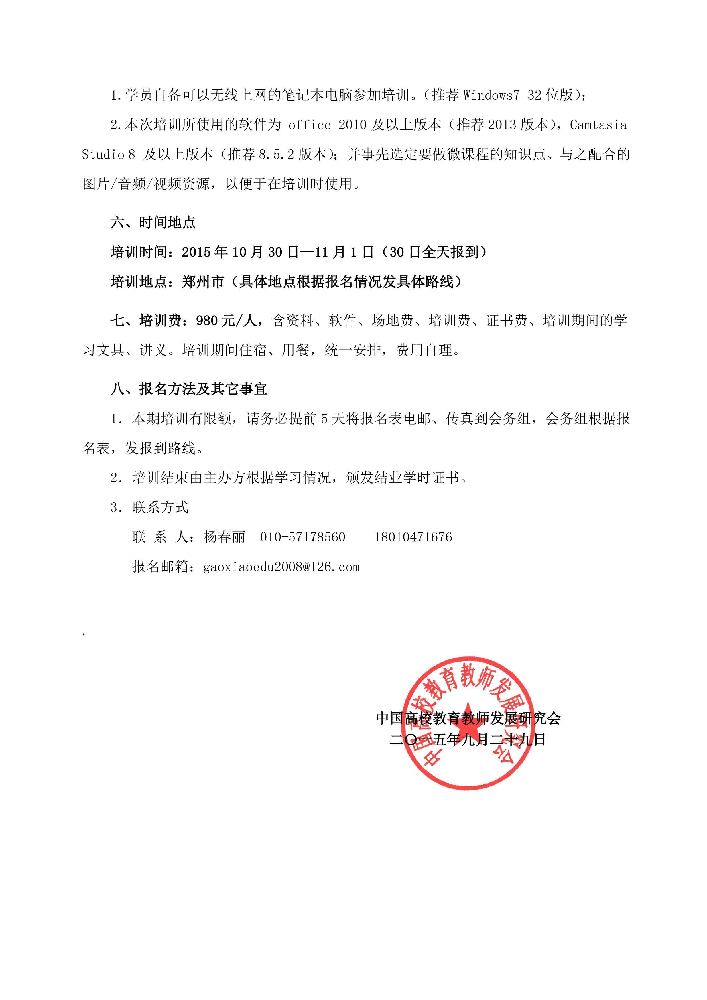 1.学员自备可以无线上网的笔记本电脑参加培训。（推荐 Windows7 32 位版）；
2.本次培训所使用的软件为 office 2010 及以上版本（推荐 2013 版本），Camtasia
Studio 8 及以上版本（推荐 8.5.2 版本）；并事先选定要做微课程的知识点、与之配合的
图片/音频/视频资源，以便于在培训时使用。
六、时间地点
培训时间：2015 年 10 月 30 日—11 月 1 日（30 日全天报到）
培训地点：郑州市（具体地点根据报名情况发具体路线）
七、培训费：980 元/人，含资料、软件、场地费、培训费、证书费、培训期间的学
习文具、讲义。培训期间住宿、用餐，统一安排，费用自理。
八、报名方法及其它事宜
1．本期培训有限额，请务必提前 5 天将报名表电邮、传真到会务组，会务组根据报
名表，发报到路线。
2．培训结束由主办方根据学习情况，颁发结业学时证书。
3．联系方式
联 系 人：杨春丽 010-57178560 18010471676
报名邮箱：gaoxiaoedu2008@126.com
.
中国高校教育教师发展研究会
中国高校教育教师发展研究会
二〇一五年九月二十九日